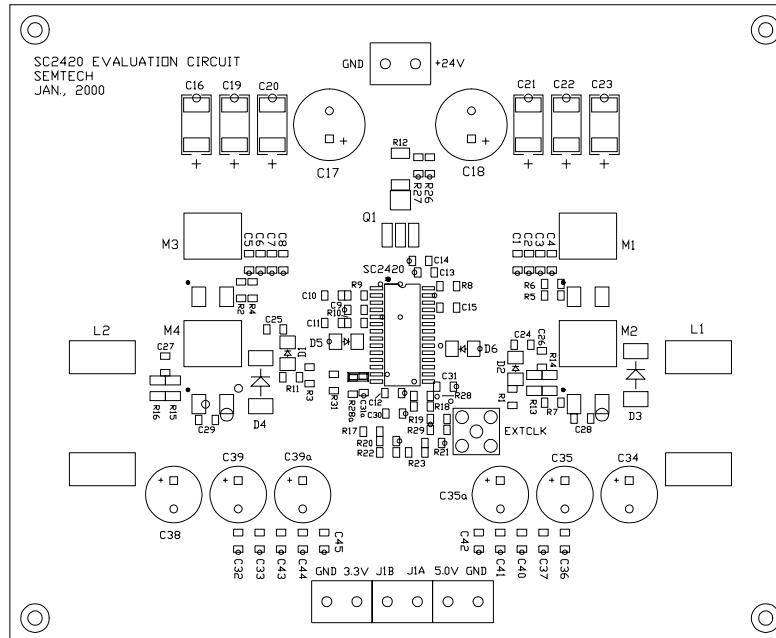 SC2420 EVALUATION CIRCUIT
SEMTECH
JAN., 2000
GND +24V
C16 C19 C20
C21 C22 C23
C17
C18
R12
R27 R26
Q1
M3
C5 C6 C7 C8
C1 C2 C3 C4
M1
SC2420
C14
C13
R2 R4
R6
R5
C10 R9
R8
C9
R10
C15
C11
L2
M4
C25
D5
D6
C24
C26
M2
L1
C27
D1
D2
R14
R16 R15
R11
R3
R31
R28a
C31a
C12
C30
C31
R28
R18
R1
R13
R7
D4
D3
C29
C28
R19
R29
R17
R20
R22
R23
R21
EXTCLK
C39 C39a
C35 C34
C38
C35a
C32 C33 C43 C44 C45
C42 C41 C40 C37 C36
GND 3.3V J1B J1A 5.0V GND